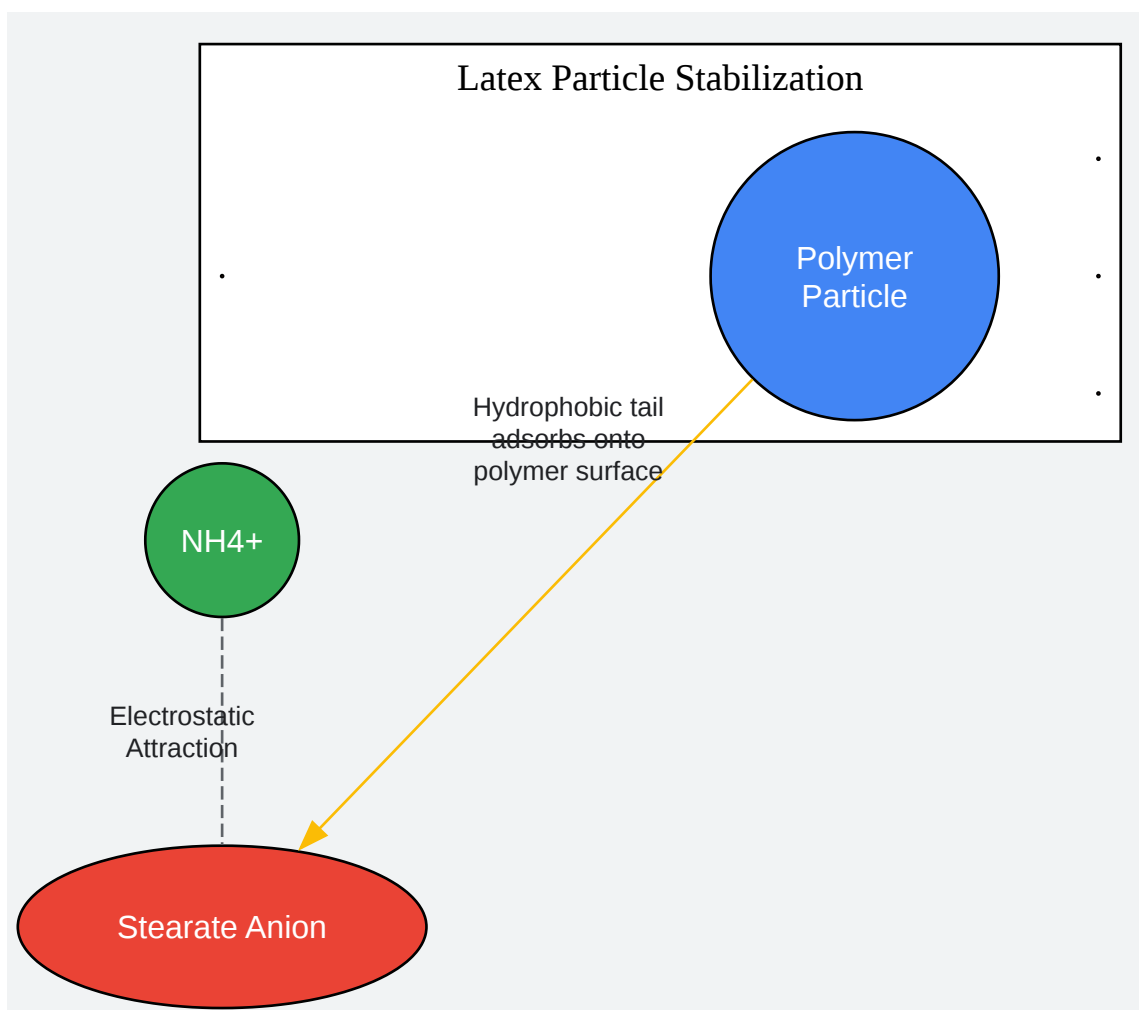 Latex Particle Stabilization
Polymer
Particle
Hydrophobic tail
adsorbs onto
polymer surface
NH4+
Electrostatic
Attraction
Stearate Anion